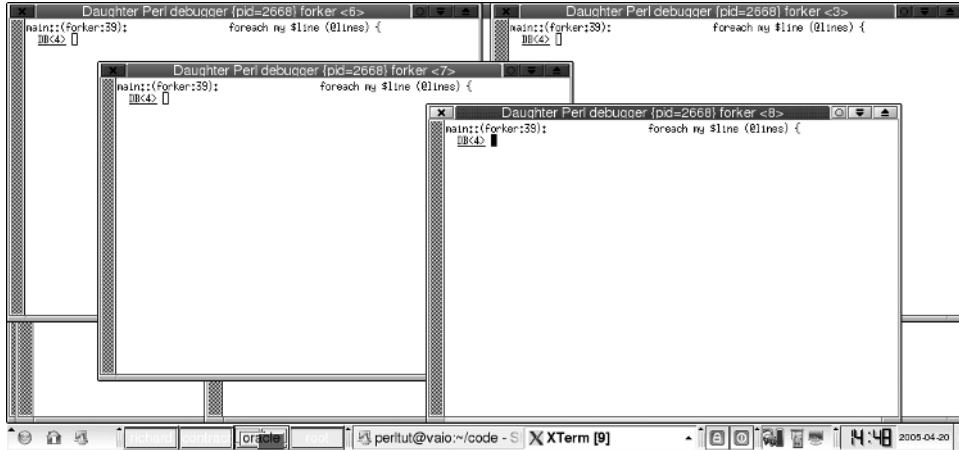 Daughter Perl debugger {pid=2668} forker <6>
main::(forker:39):    foreach my $line (@lines) {
DB<4>
Daughter Perl debugger {pid=2668} forker <3>
main::(forker:39):    foreach my $line (@lines) {
DB<4>
Daughter Perl debugger {pid=2668} forker <7>
main::(forker:39):    foreach my $line (@lines) {
DB<4>
Daughter Perl debugger {pid=2668} forker <8>
main::(forker:39):    foreach my $line (@lines) {
DB<4>
richard contract oracle root perltut@vaio:~/code - S XTerm [9] 14:48 2005-04-20